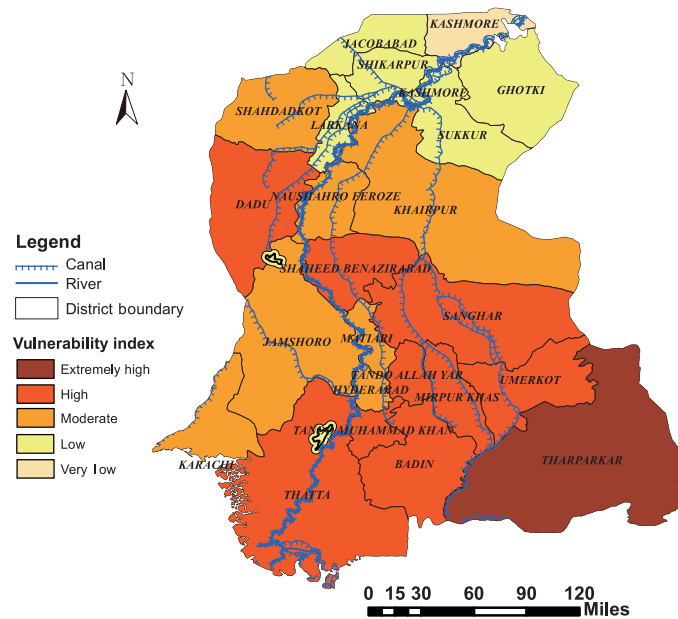 KASHMORE
JACOBABAD
SHIKARPUR
KASHMORE
GHOTKI
N
SHAHDADKOT
LARKANA
SUKKUR
NAUSHAHRO FEROZE
DADU
KHAIRPUR
Legend
Canal
River
District boundary
SHAHEED BENAZIRABAD
SANGHAR
JAMSHORO
MATIARI
Vulnerability index
Extremely high
High
Moderate
Low
Very low
TANDO ALLAH YAR
UMERKOT
HYDERABAD
MIRPUR KHAS
TANDO MUHAMMAD KHAN
KARACHI
BADIN
THARPARKAR
THATTA
0 15 30 60 90 120
Miles